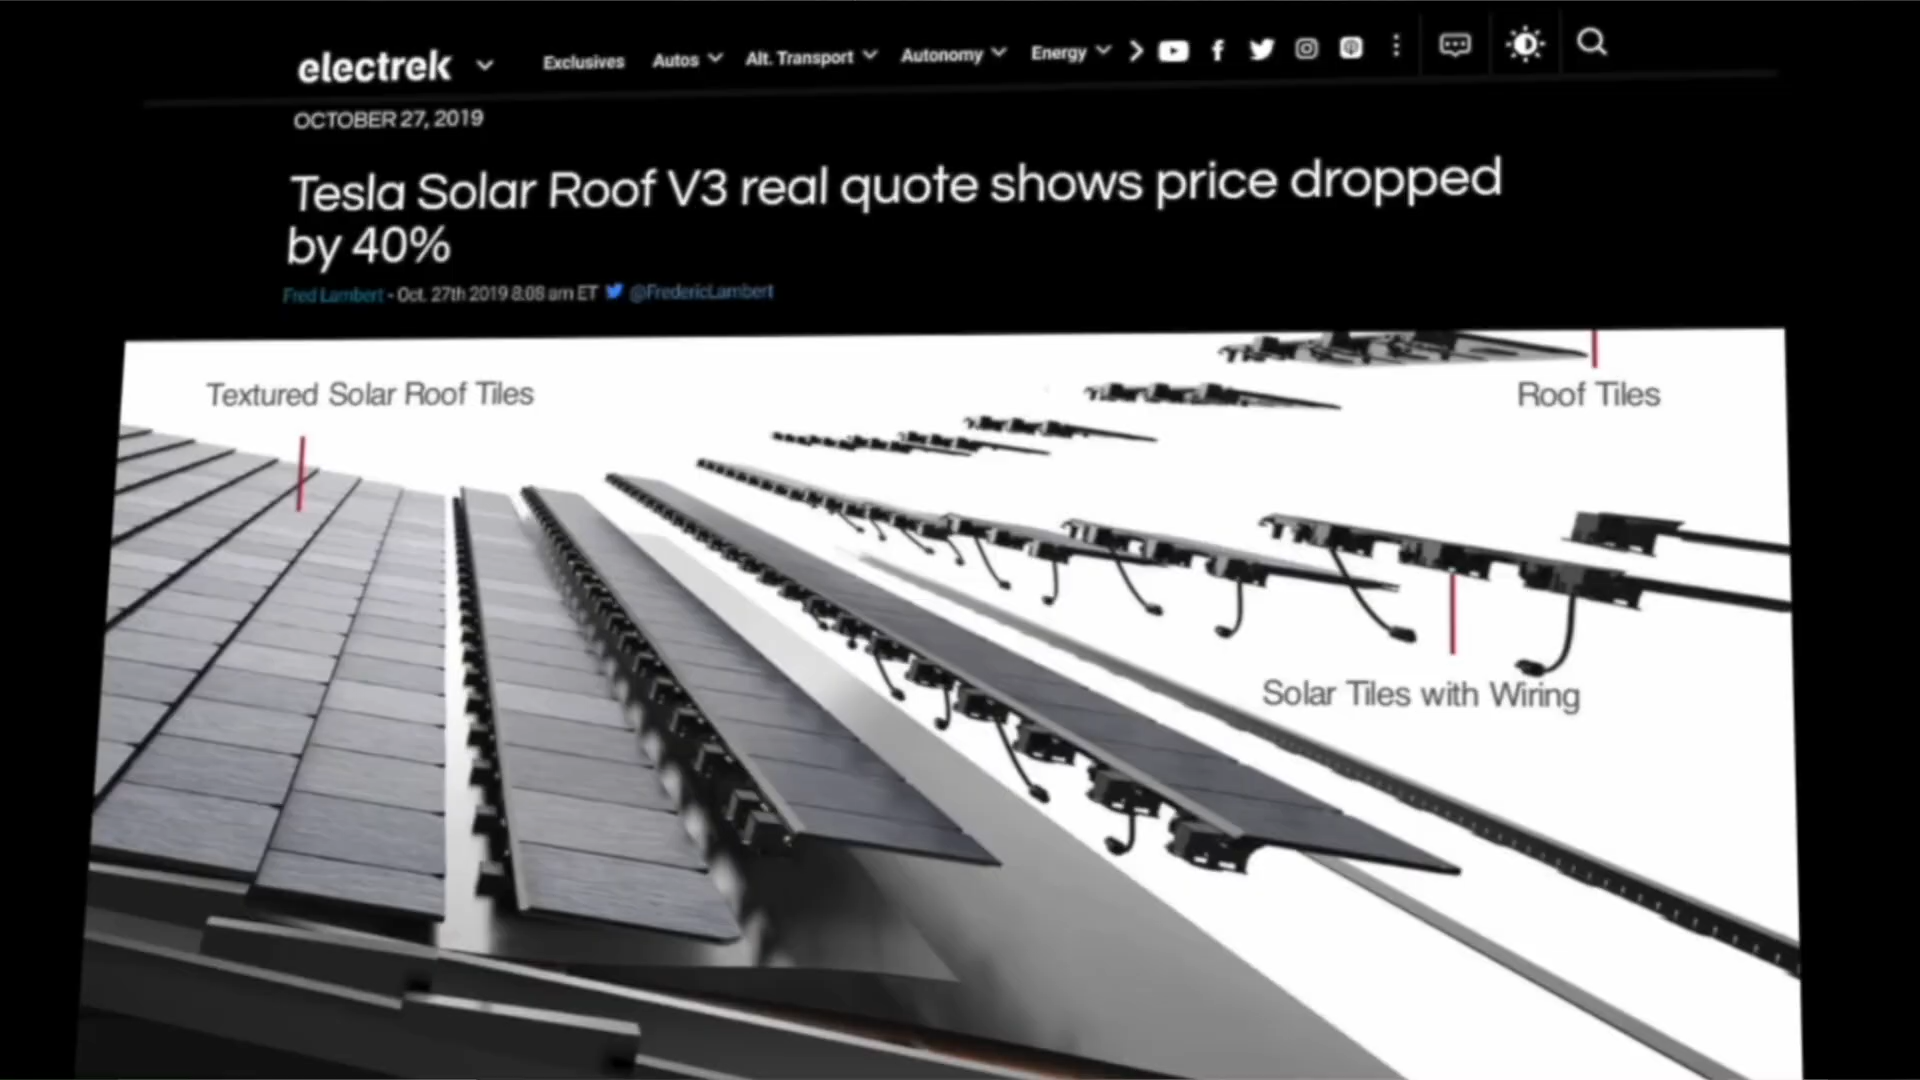 electrek Exclusives Autos Alt. Transport Autonomy Energy
OCTOBER 27, 2019
Tesla Solar Roof V3 real quote shows price dropped
by 40%
Fred Lambert - Oct. 27th 2019 8:08 am ET @FredericLambert
Textured Solar Roof Tiles
Roof Tiles
Solar Tiles with Wiring